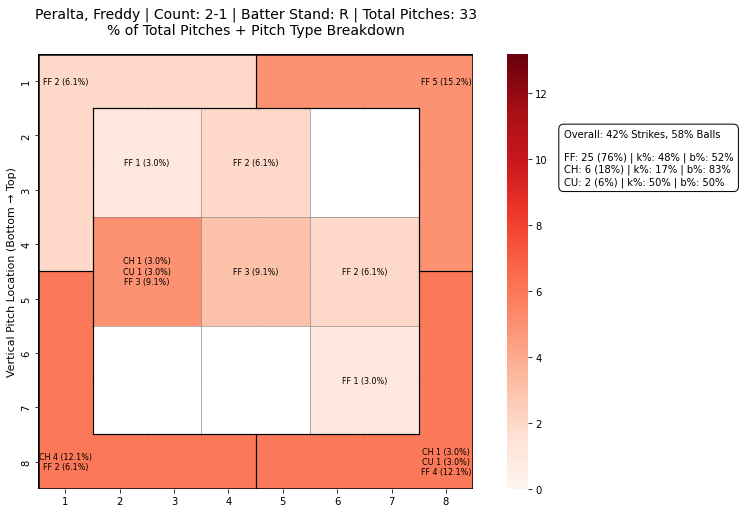 Peralta, Freddy | Count: 2-1 | Batter Stand: R | Total Pitches: 33
% of Total Pitches + Pitch Type Breakdown
Vertical Pitch Location (Bottom → Top)
1
2
3
4
5
6
7
8
FF 2 (6.1%)
FF 5 (15.2%)
FF 1 (3.0%)
FF 2 (6.1%)
CH 1 (3.0%)
CU 1 (3.0%)
FF 3 (9.1%)
FF 3 (9.1%)
FF 2 (6.1%)
FF 1 (3.0%)
CH 4 (12.1%)
FF 2 (6.1%)
CH 1 (3.0%)
CU 1 (3.0%)
FF 4 (12.1%)
1
2
3
4
5
6
7
8
12
10
8
6
4
2
0
Overall: 42% Strikes, 58% Balls
FF: 25 (76%) | k%: 48% | b%: 52%
CH: 6 (18%) | k%: 17% | b%: 83%
CU: 2 (6%) | k%: 50% | b%: 50%